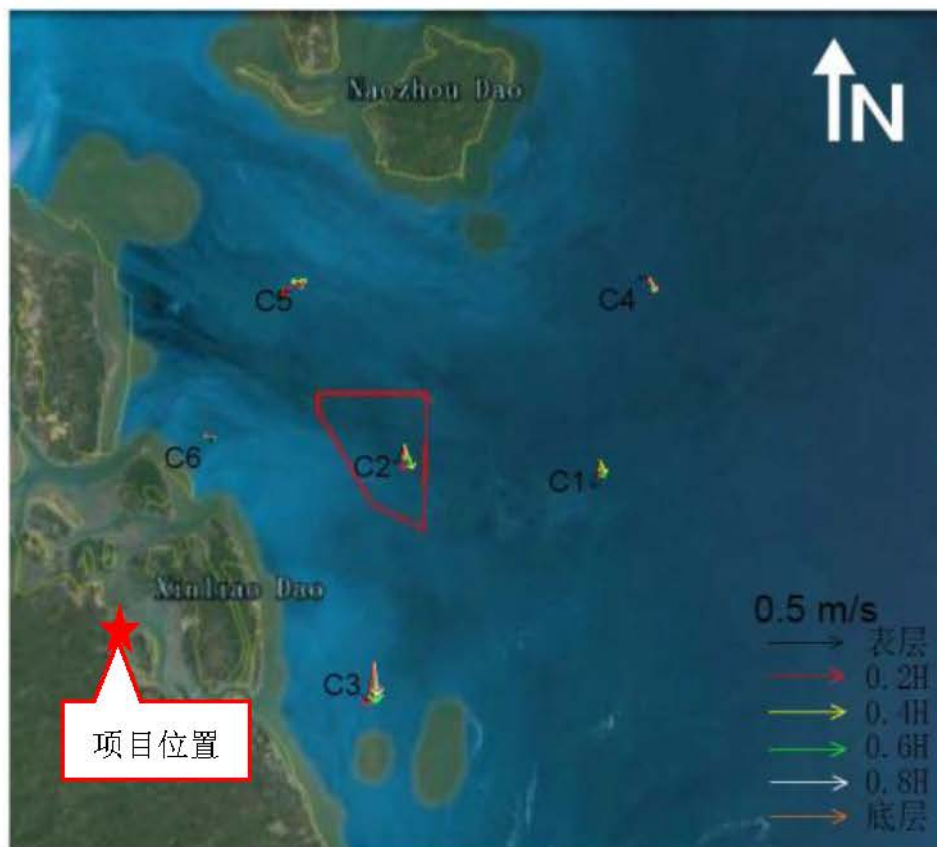 Naozhou Dao
N
C5
C4
C6
C2
C1
Xinliao Dao
C3
项目位置
0.5 m/s
表层
0.2H
0.4H
0.6H
0.8H
底层